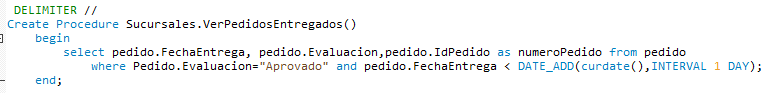 DELIMITER //
Create Procedure Sucursales.VerPedidosEntregados()
begin
select pedido.FechaEntrega, pedido.Evaluacion,pedido.IdPedido as numeroPedido from pedido
where Pedido.Evaluacion="Aprovado" and pedido.FechaEntrega < DATE_ADD(curdate(),INTERVAL 1 DAY);
end;